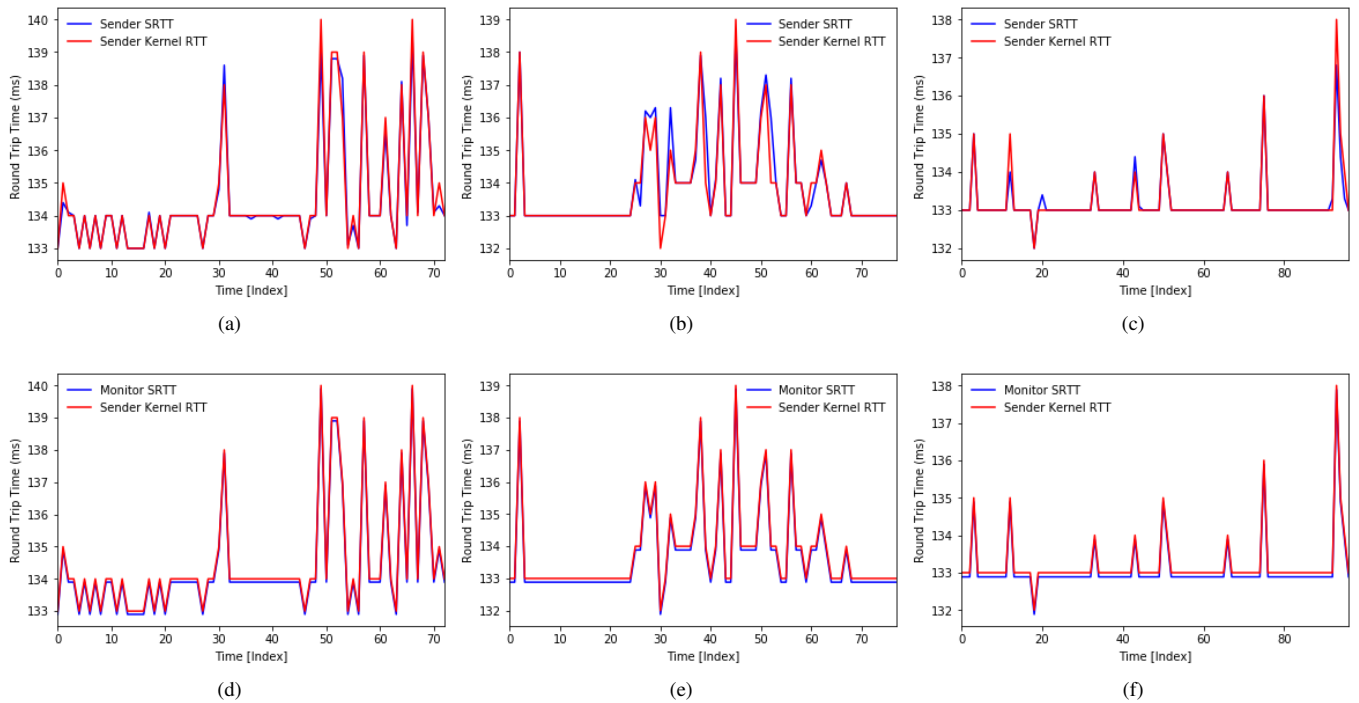 Sender SRTT
Sender Kernel RTT
Round Trip Time (ms)
140
139
138
137
136
135
134
133
0 10 20 30 40 50 60 70
Time [Index]
(a)
Sender SRTT
Sender Kernel RTT
Round Trip Time (ms)
139
138
137
136
135
134
133
132
0 10 20 30 40 50 60 70
Time [Index]
(b)
Sender SRTT
Sender Kernel RTT
Round Trip Time (ms)
138
137
136
135
134
133
132
0 20 40 60 80
Time [Index]
(c)
Monitor SRTT
Sender Kernel RTT
Round Trip Time (ms)
140
139
138
137
136
135
134
133
0 10 20 30 40 50 60 70
Time [Index]
(d)
Monitor SRTT
Sender Kernel RTT
Round Trip Time (ms)
139
138
137
136
135
134
133
132
0 10 20 30 40 50 60 70
Time [Index]
(e)
Monitor SRTT
Sender Kernel RTT
Round Trip Time (ms)
138
137
136
135
134
133
132
0 20 40 60 80
Time [Index]
(f)